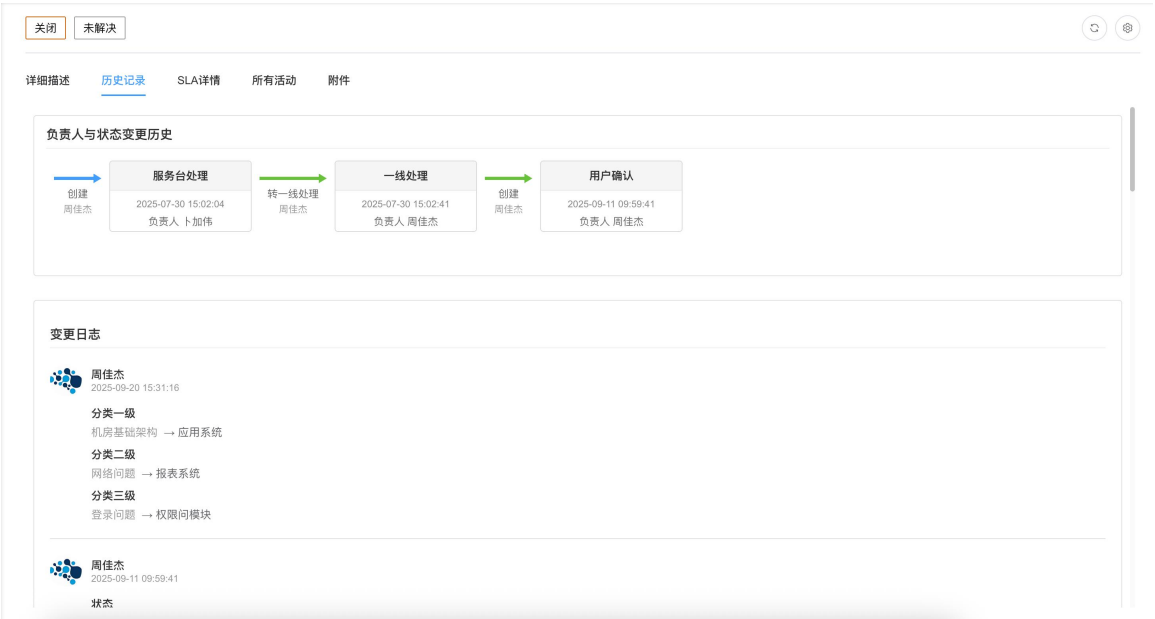 关闭 未解决
详细描述 历史记录 SLA详情 所有活动 附件
负责人与状态变更历史
创建
周佳杰
服务台处理
2025-07-30 15:02:04
负责人 卜加伟
转一线处理
周佳杰
一线处理
2025-07-30 15:02:41
负责人 周佳杰
创建
周佳杰
用户确认
2025-09-11 09:59:41
负责人 周佳杰
变更日志
周佳杰
2025-09-20 15:31:16
分类一级
机房基础架构 → 应用系统
分类二级
网络问题 → 报表系统
分类三级
登录问题 → 权限问模块
周佳杰
2025-09-11 09:59:41
状态